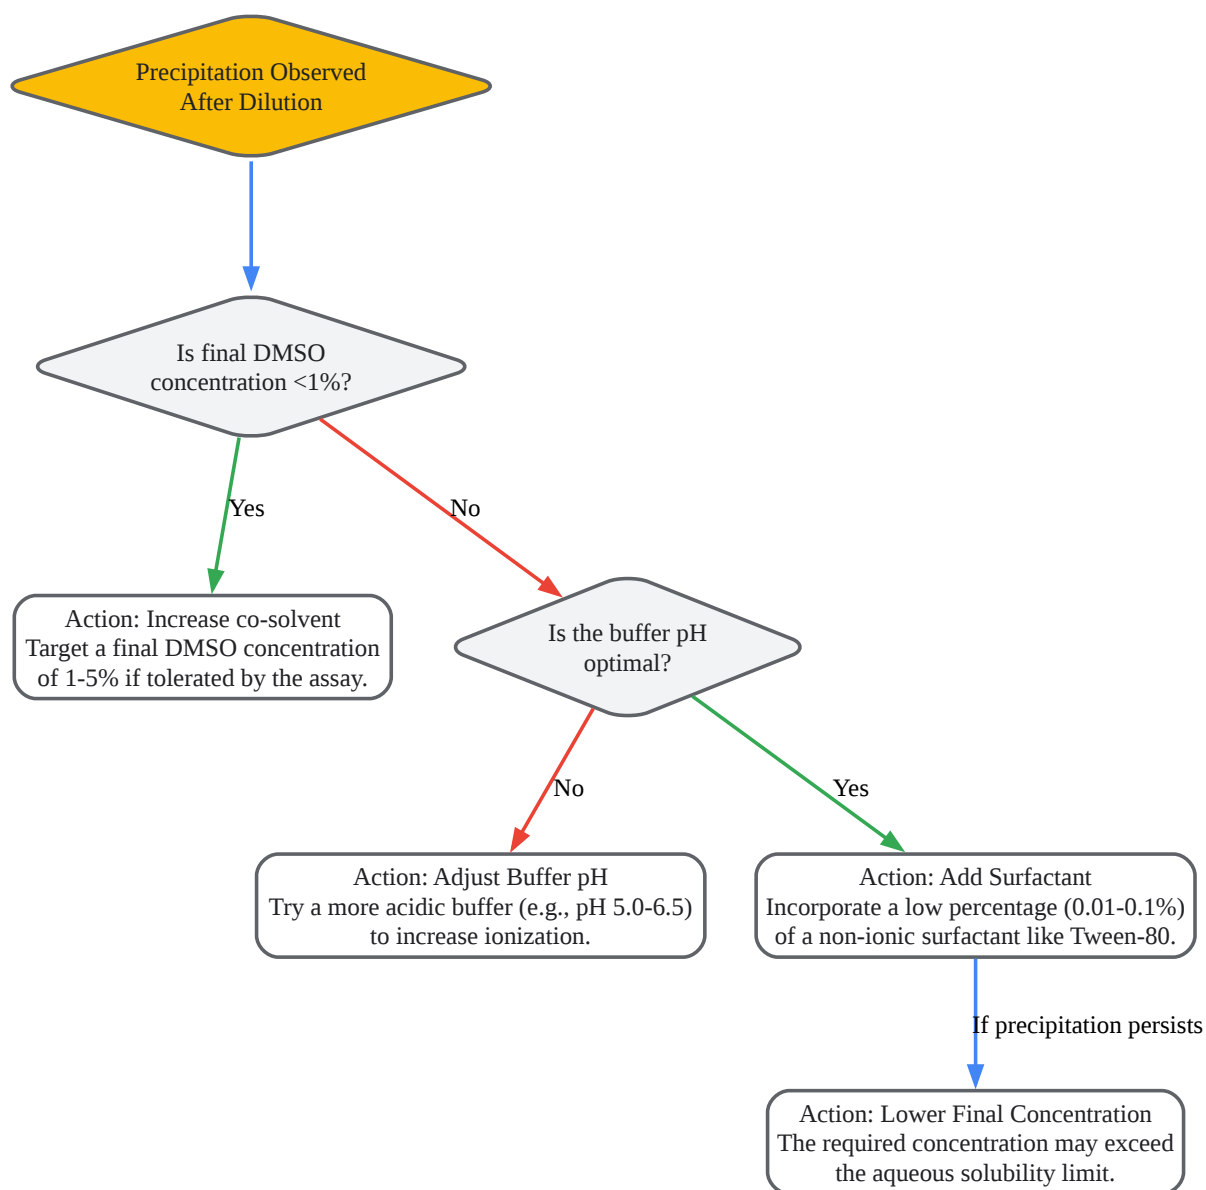 Precipitation Observed
After Dilution
Is final DMSO
concentration <1%?
Yes
No
Action: Increase co-solvent
Target a final DMSO concentration
of 1-5% if tolerated by the assay.
Is the buffer pH
optimal?
No
Yes
Action: Adjust Buffer pH
Try a more acidic buffer (e.g., pH 5.0-6.5)
to increase ionization.
Action: Add Surfactant
Incorporate a low percentage (0.01-0.1%)
of a non-ionic surfactant like Tween-80.
If precipitation persists
Action: Lower Final Concentration
The required concentration may exceed
the aqueous solubility limit.